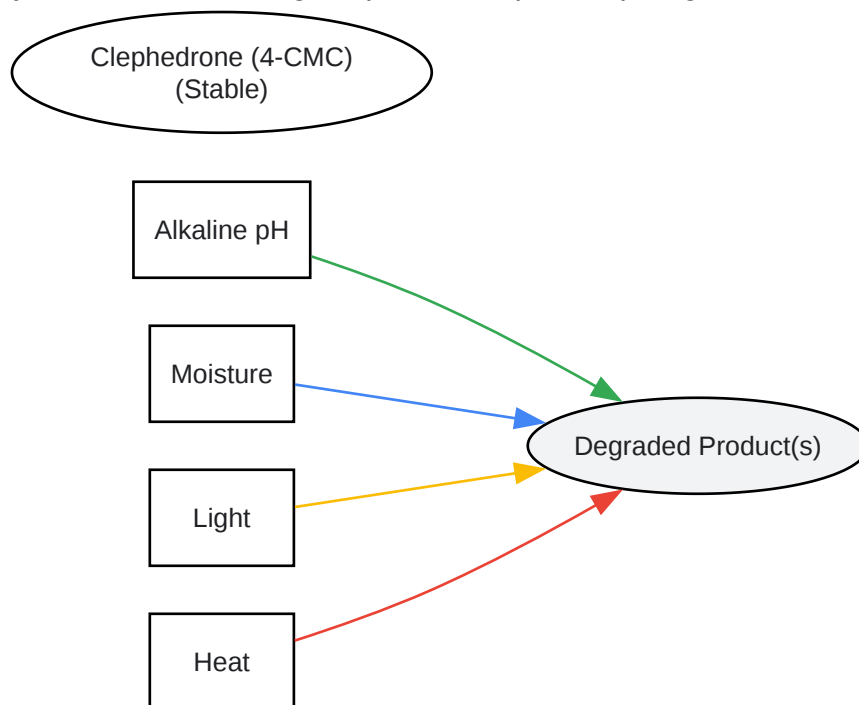 Clephedrone (4-CMC)
(Stable)
Alkaline pH
Moisture
Degraded Product(s)
Light
Heat